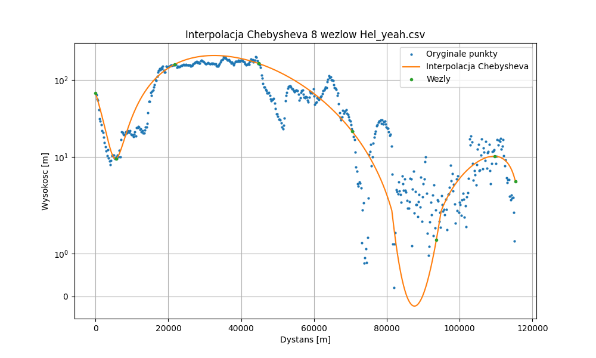 Interpolacja Chebysheva 8 wezlow Hel_yeah.csv
Oryginalne punkty
Interpolacja Chebysheva
Wezly
Wysokosc [m]
10²
10¹
10⁰
0
0 20000 40000 60000 80000 100000 120000
Dystans [m]